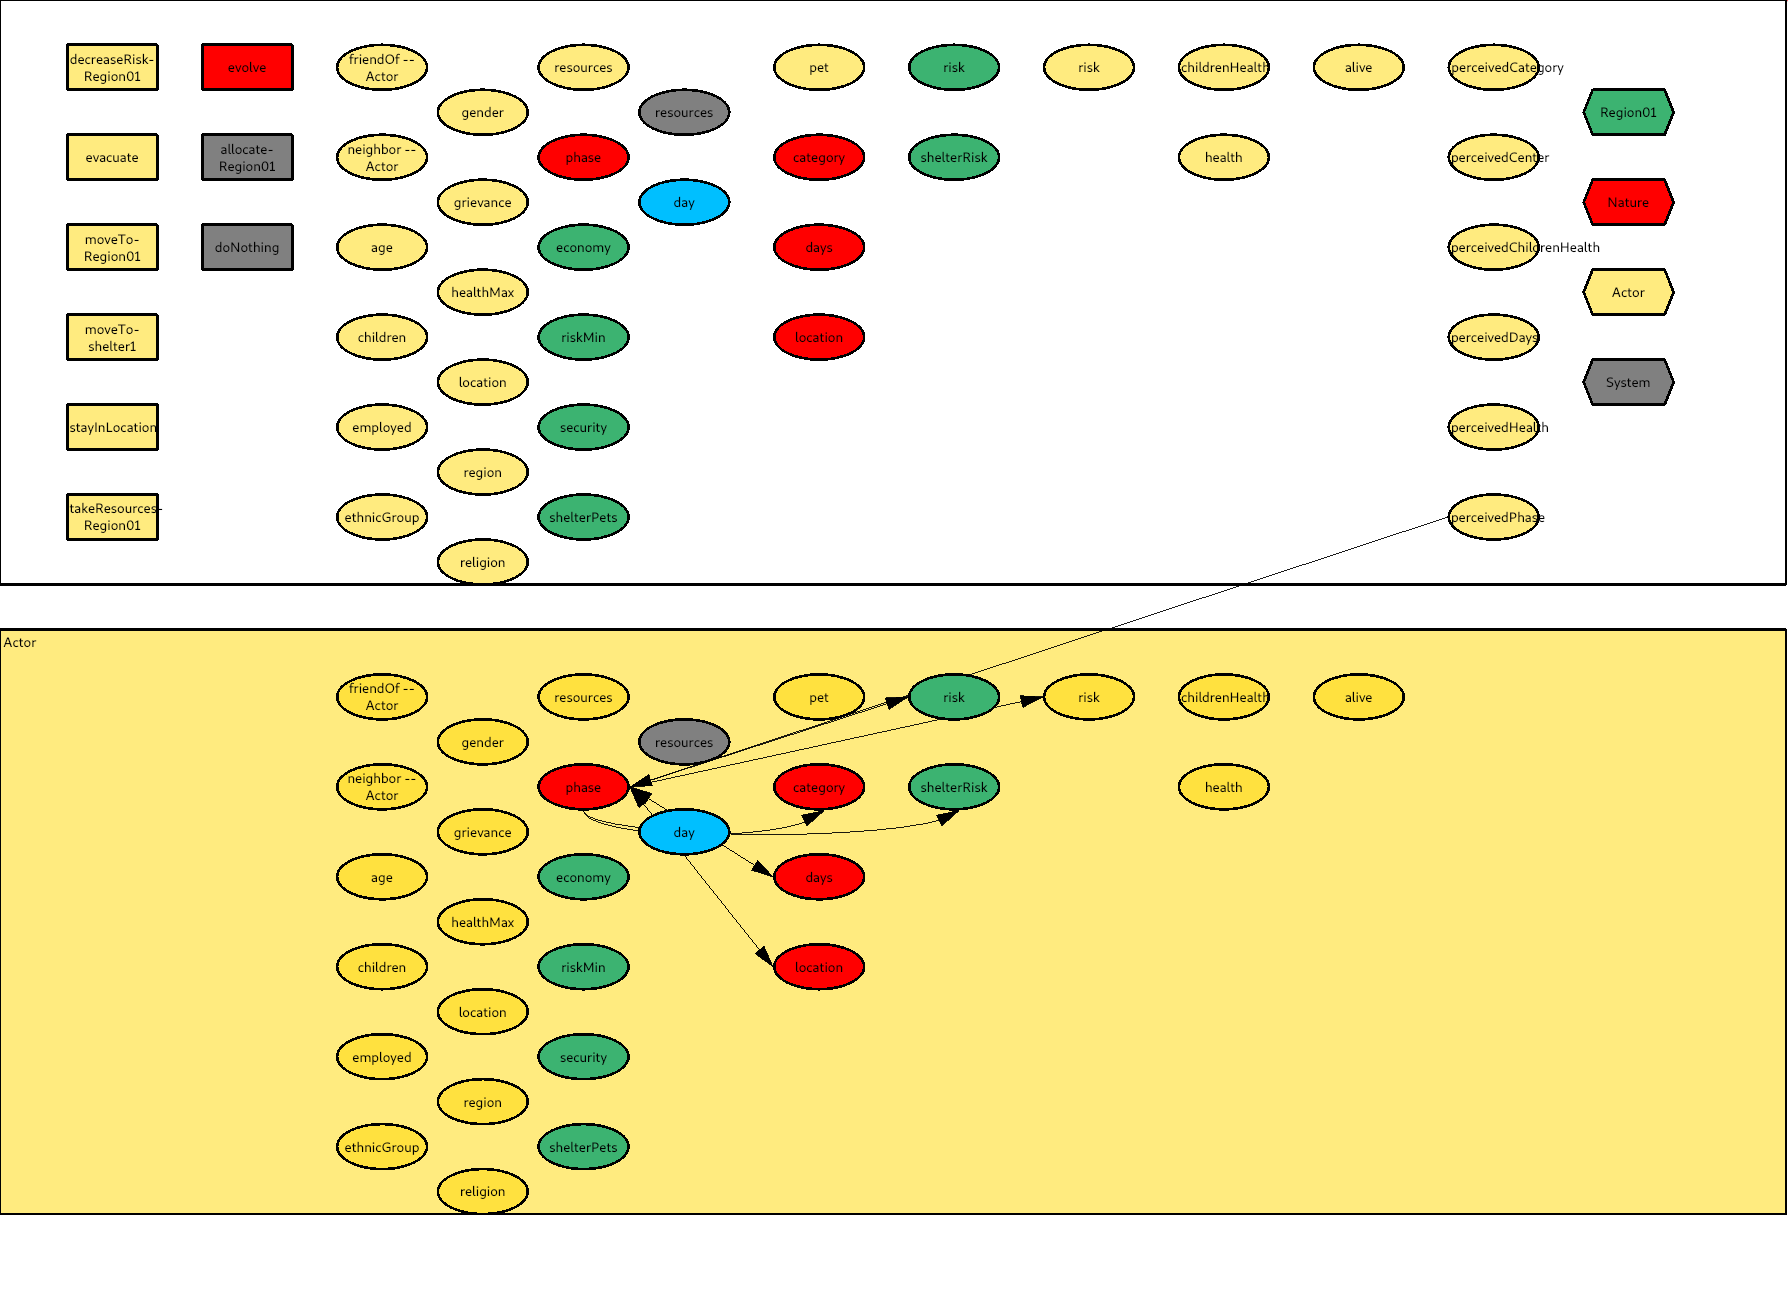 decreaseRisk-
Region01
evolve
friendOf --
Actor
resources
pet
risk
risk
childrenHealth
alive
perceivedCategory
gender
resources
Region01
evacuate
allocate-
Region01
neighbor --
Actor
phase
category
shelterRisk
health
perceivedCenter
grievance
day
Nature
moveTo-
Region01
doNothing
age
economy
days
perceivedChildrenHealth
healthMax
Actor
moveTo-
shelter1
children
riskMin
location
perceivedDays
location
System
stayInLocation
employed
security
perceivedHealth
region
takeResources-
Region01
ethnicGroup
shelterPets
perceivedPhase
religion
Actor
friendOf --
Actor
resources
pet
risk
risk
childrenHealth
alive
gender
resources
neighbor --
Actor
phase
category
shelterRisk
health
grievance
day
age
economy
days
healthMax
children
riskMin
location
location
employed
security
region
ethnicGroup
shelterPets
religion